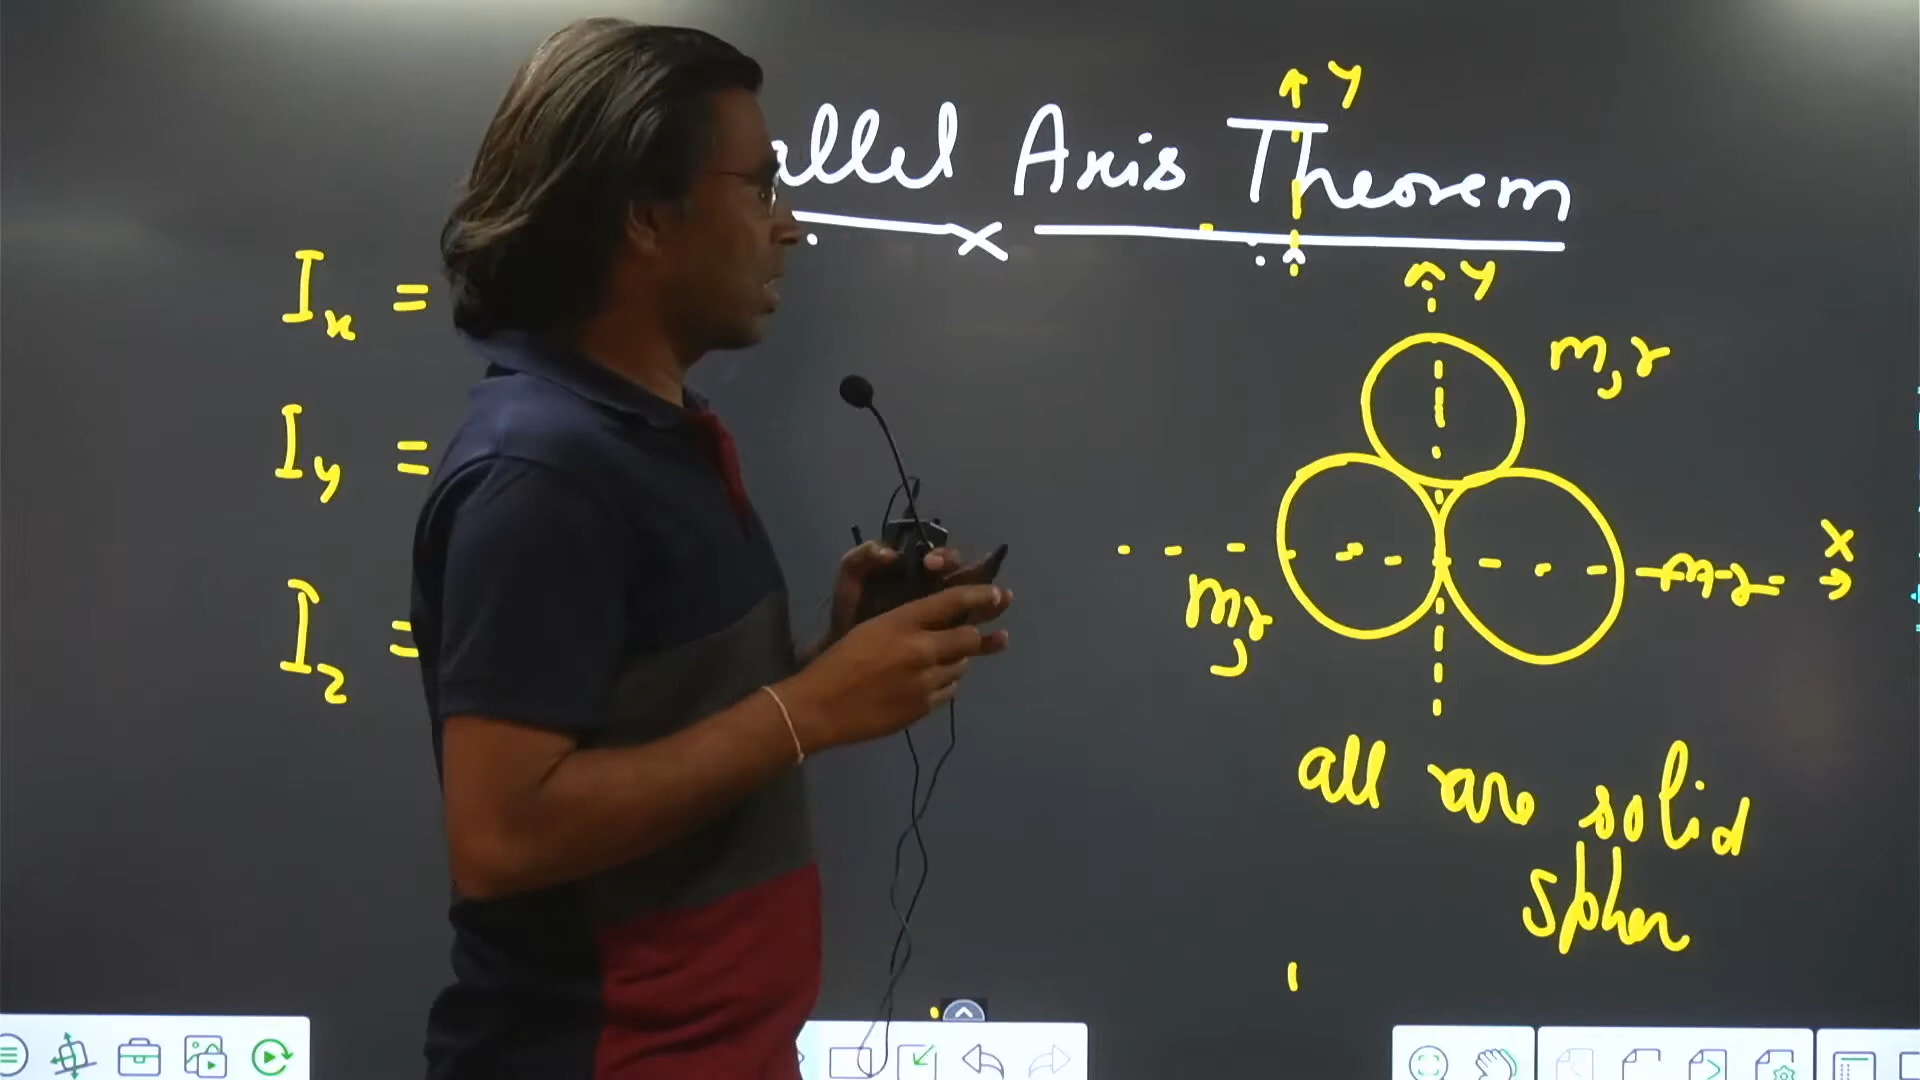 allel Axis Theorem
Y
Y
Ix =
Iy =
Iz =
m, r
m, r
m, r
X
all are solid
spher